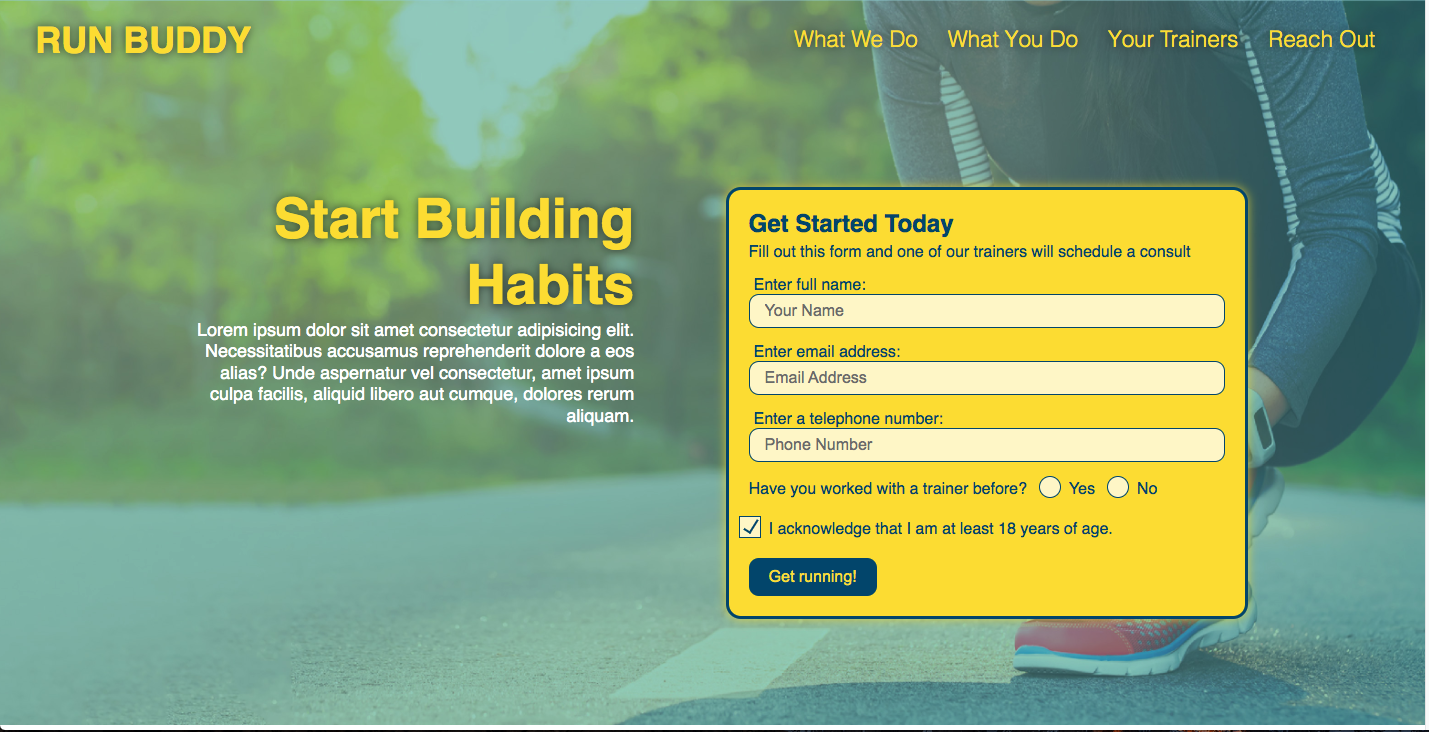 RUN BUDDY
What We Do
What You Do
Your Trainers
Reach Out
Start Building
Habits
Lorem ipsum dolor sit amet consectetur adipisicing elit.
Necessitatibus accusamus reprehenderit dolore a eos
alias? Unde aspernatur vel consectetur, amet ipsum
culpa facilis, aliquid libero aut cumque, dolores rerum
aliquam.
Get Started Today
Fill out this form and one of our trainers will schedule a consult
Enter full name:
Your Name
Enter email address:
Email Address
Enter a telephone number:
Phone Number
Have you worked with a trainer before? Yes No
I acknowledge that I am at least 18 years of age.
Get running!